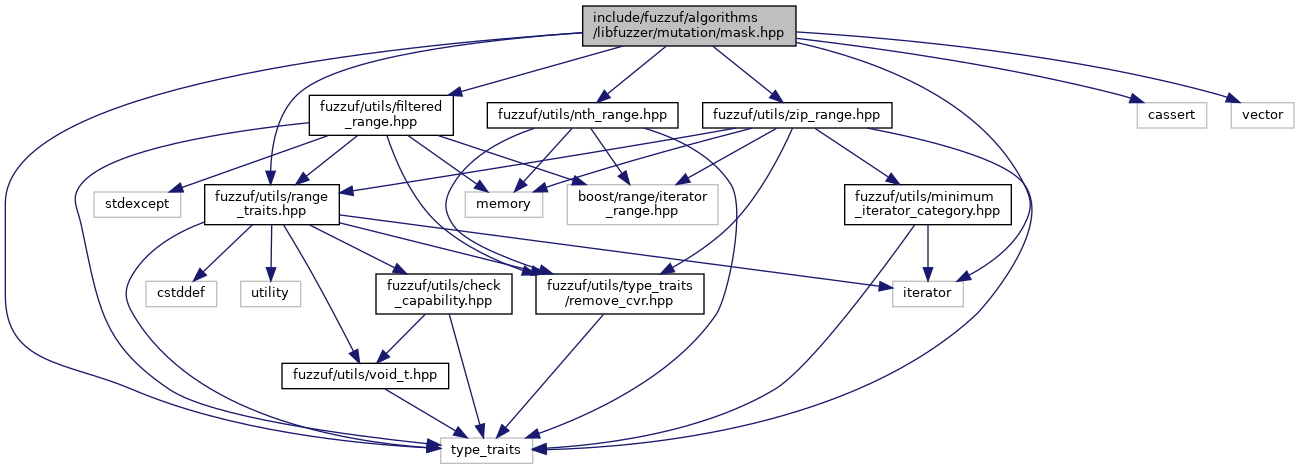 include/fuzzuf/algorithms
/libfuzzer/mutation/mask.hpp
fuzzuf/utils/filtered
_range.hpp
fuzzuf/utils/nth_range.hpp
fuzzuf/utils/zip_range.hpp
cassert
vector
stdexcept
fuzzuf/utils/range
_traits.hpp
memory
boost/range/iterator
_range.hpp
fuzzuf/utils/minimum
_iterator_category.hpp
cstddef
utility
fuzzuf/utils/check
_capability.hpp
fuzzuf/utils/type_traits
/remove_cvr.hpp
iterator
fuzzuf/utils/void_t.hpp
type_traits